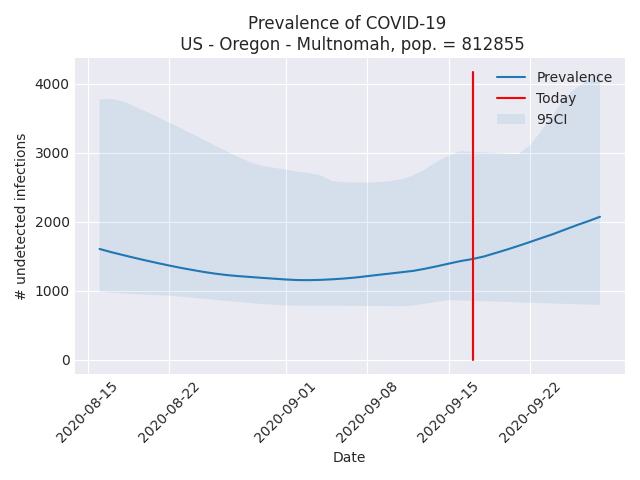 Prevalence of COVID-19
US - Oregon - Multnomah, pop. = 812855
Prevalence
Today
95CI
4000
3000
2000
1000
0
# undetected infections
2020-08-15
2020-08-22
2020-09-01
2020-09-08
2020-09-15
2020-09-22
Date